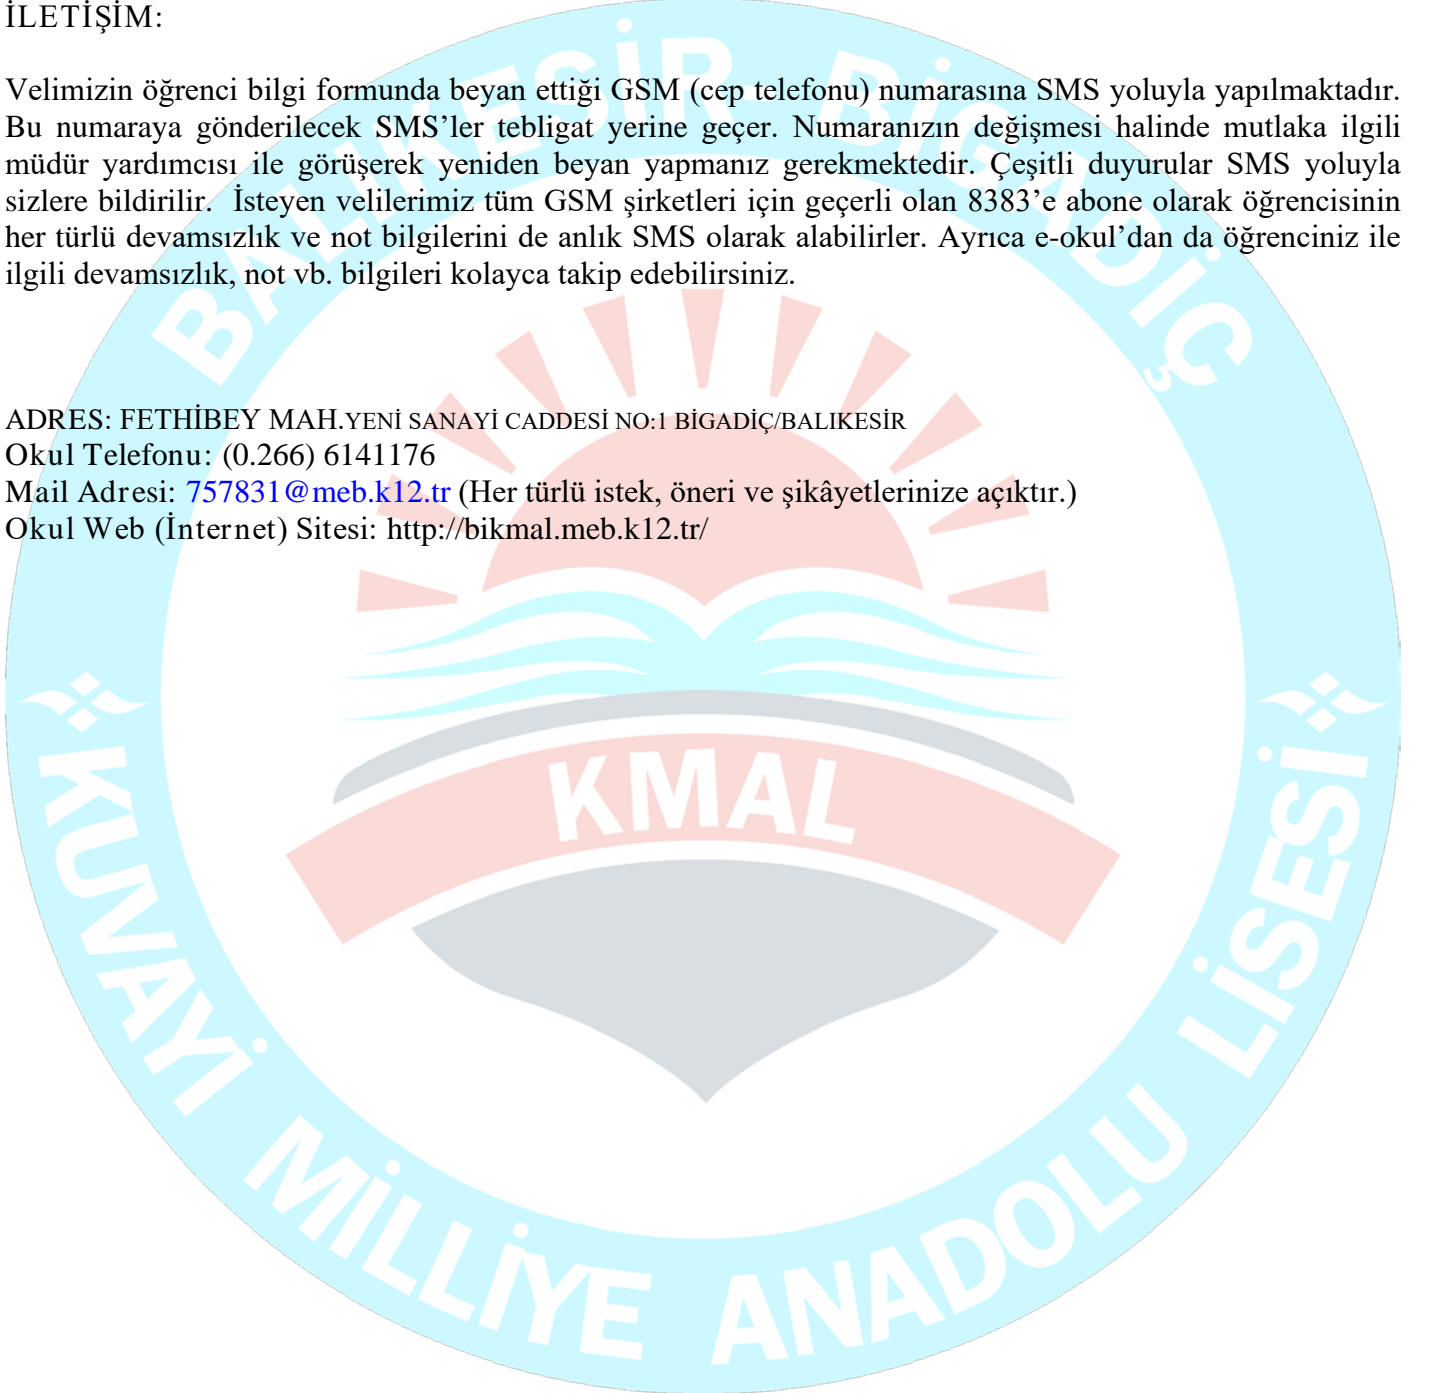 İLETİŞİM:
Velimizin öğrenci bilgi formunda beyan ettiği GSM (cep telefonu) numarasına SMS yoluyla yapılmaktadır.
Bu numaraya gönderilecek SMS’ler tebligat yerine geçer. Numaranızın değişmesi halinde mutlaka ilgili
müdür yardımcısı ile görüşerek yeniden beyan yapmanız gerekmektedir. Çeşitli duyurular SMS yoluyla
sizlere bildirilir. İsteyen velilerimiz tüm GSM şirketleri için geçerli olan 8383’e abone olarak öğrencisinin
her türlü devamsızlık ve not bilgilerini de anlık SMS olarak alabilirler. Ayrıca e-okul’dan da öğrenciniz ile
ilgili devamsızlık, not vb. bilgileri kolayca takip edebilirsiniz.
ADRES: FETHİBEY MAH.YENİ SANAYİ CADDESİ NO:1 BİGADİÇ/BALIKESİR
Okul Telefonu: (0.266) 6141176
Mail Adresi: 757831@meb.k12.tr (Her türlü istek, öneri ve şikâyetlerinize açıktır.)
Okul Web (İnternet) Sitesi: http://bikmal.meb.k12.tr/
BALIKESİR BİGADİÇ
KMAL
KUVAYİ MİLLİYE ANADOLU LİSESİ